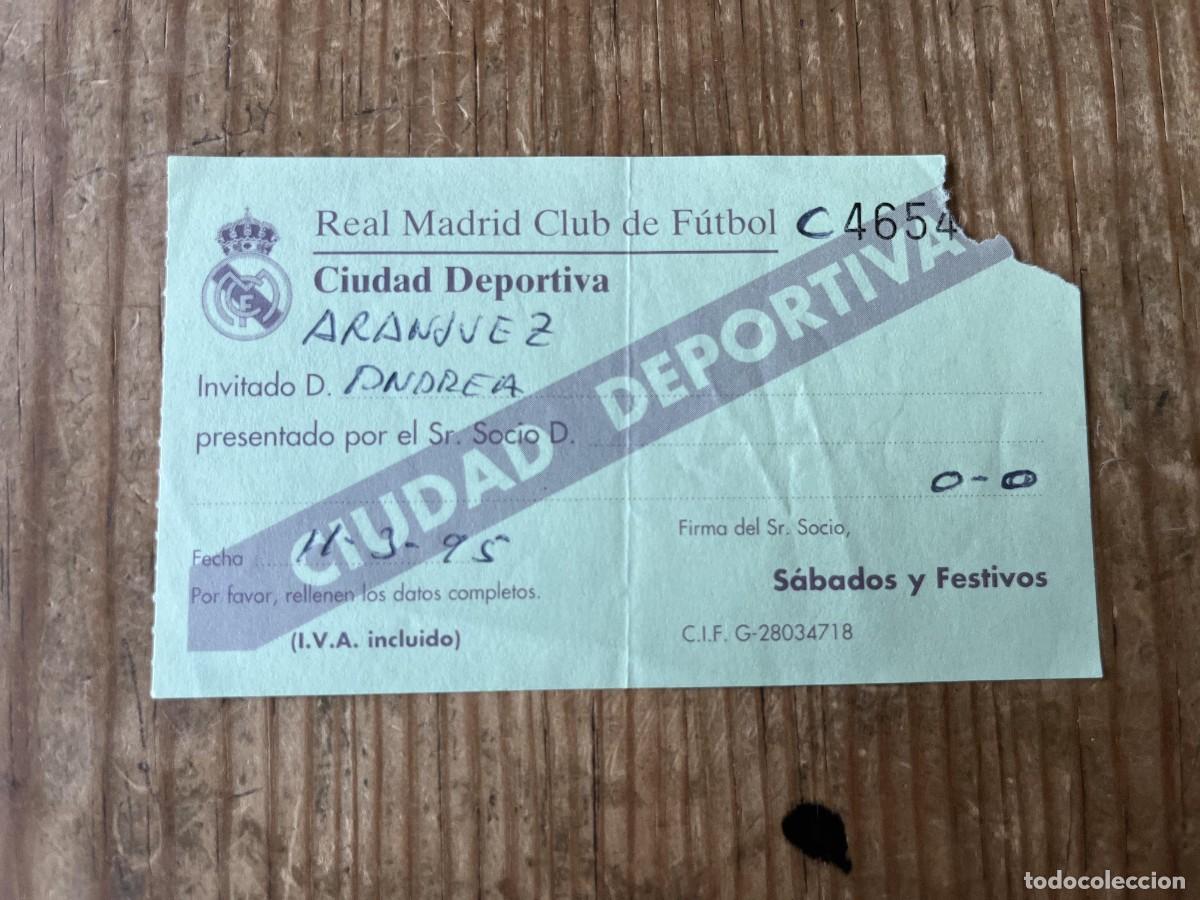 Real Madrid Club de Fútbol C 4654
Ciudad Deportiva
ARANJUEZ
Invitado D. ANDREA
presentado por el Sr. Socio D.
0-0
CIUDAD DEPORTIVA
Fecha 11-3-95
Firma del Sr. Socio,
Por favor, rellenen los datos completos.
Sábados y Festivos
(I.V.A. incluido)
C.I.F. G-28034718
todocoleccion